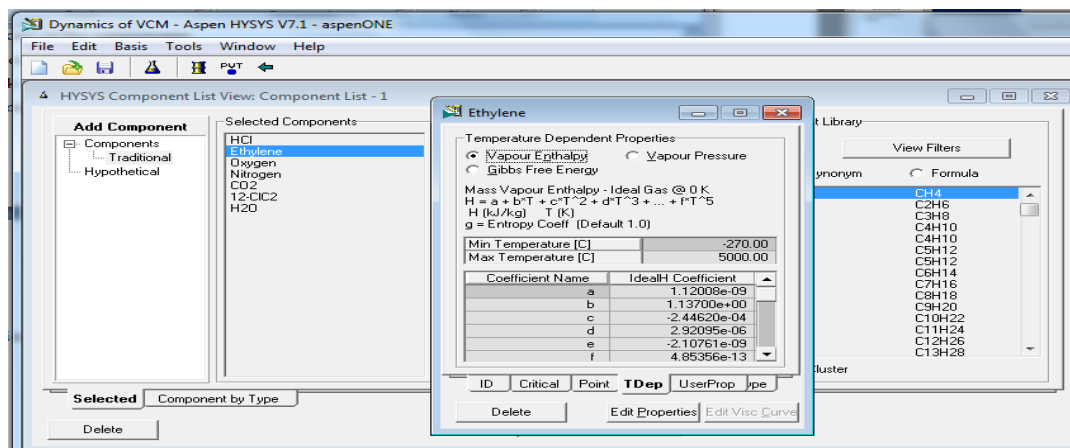 Dynamics of VCM - Aspen HYSYS V7.1 - aspenONE
File Edit Basis Tools Window Help
PVT
HYSYS Component List View: Component List - 1
Add Component
Components
Traditional
Hypothetical
Selected Components
HCl
Ethylene
Oxygen
Nitrogen
CO2
12-ClC2
H2O
Selected Component by Type
Delete
Ethylene
Temperature Dependent Properties
Vapour Enthalpy Vapour Pressure
Gibbs Free Energy
Mass Vapour Enthalpy - Ideal Gas @ 0 K
H = a + b*T + c*T^2 + d*T^3 + ... + f*T^5
H (kJ/kg) T (K)
g = Entropy Coeff (Default 1.0)
Min Temperature [C] -270.00
Max Temperature [C] 5000.00
Coefficient Name IdealH Coefficient
a 1.12008e-09
b 1.13700e+00
c -2.44620e-04
d 2.92095e-06
e -2.10761e-09
f 4.85356e-13
ID Critical Point TDep UserProp ype
Delete Edit Properties Edit Visc Curve
t Library
View Filters
ynonym Formula
CH4
C2H6
C3H8
C4H10
C4H10
C5H12
C5H12
C6H14
C7H16
C8H18
C9H20
C10H22
C11H24
C12H26
C13H28
luster